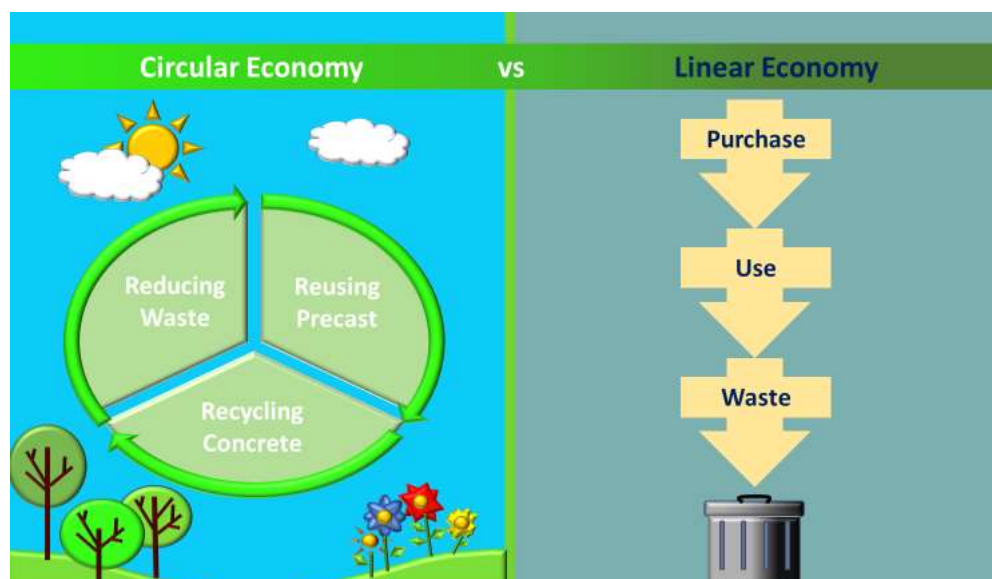 Circular Economy vs Linear Economy
Reducing
Waste
Reusing
Precast
Recycling
Concrete
Purchase
Use
Waste